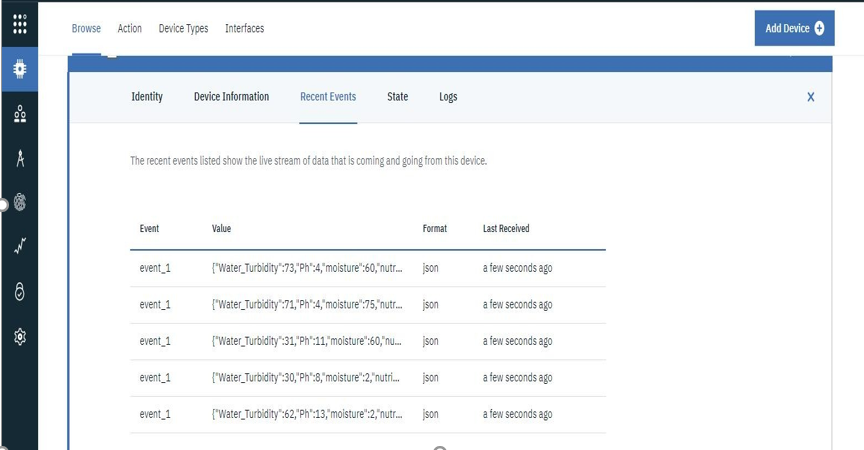 Browse Action Device Types Interfaces Add Device
Identity Device Information Recent Events State Logs X
The recent events listed show the live stream of data that is coming and going from this device.
Event Value Format Last Received
event_1 {"Water_Turbidity":73,"Ph":4,"moisture":60,"nutr... json a few seconds ago
event_1 {"Water_Turbidity":71,"Ph":4,"moisture":75,"nutr... json a few seconds ago
event_1 {"Water_Turbidity":31,"Ph":11,"moisture":60,"nu... json a few seconds ago
event_1 {"Water_Turbidity":30,"Ph":8,"moisture":2,"nutri... json a few seconds ago
event_1 {"Water_Turbidity":62,"Ph":13,"moisture":2,"nutr... json a few seconds ago